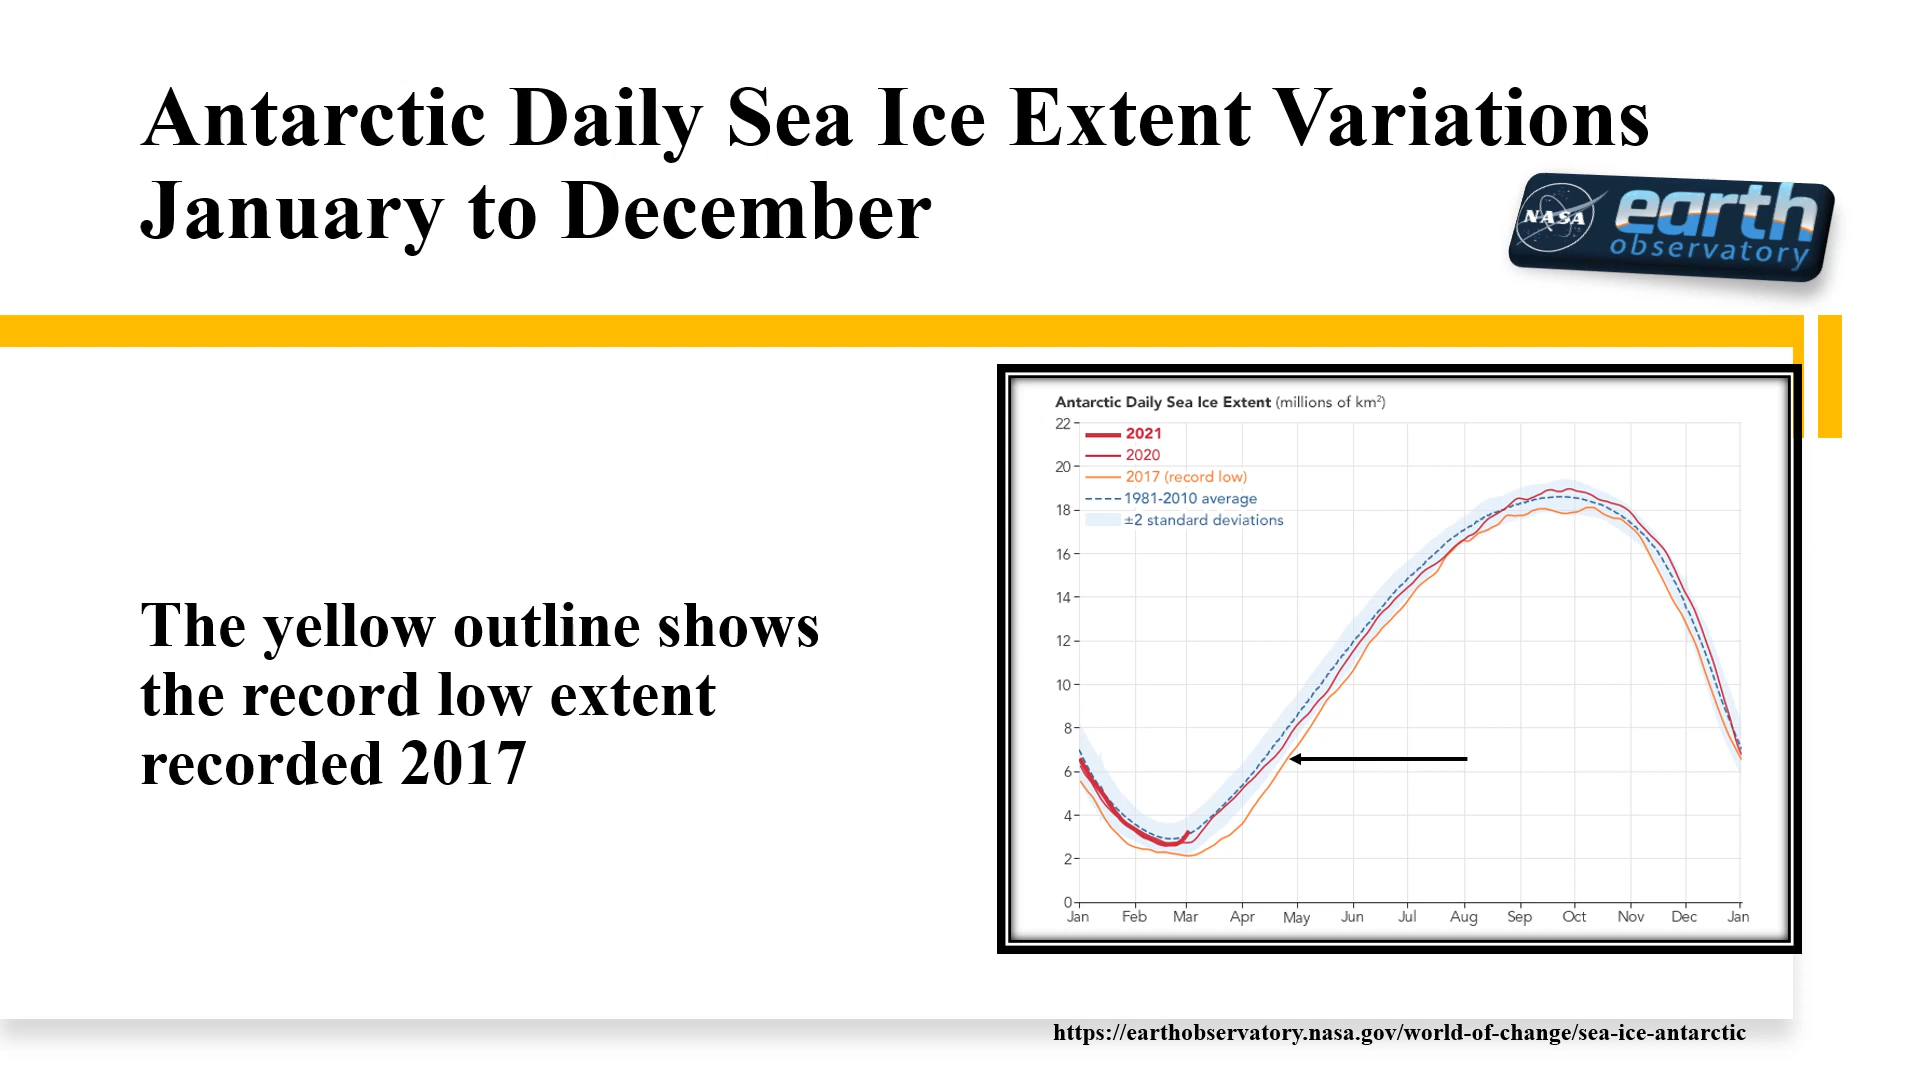 Antarctic Daily Sea Ice Extent Variations
January to December
NASA earth
observatory
The yellow outline shows
the record low extent
recorded 2017
Antarctic Daily Sea Ice Extent (millions of km²)
22
20
18
16
14
12
10
8
6
4
2
0
2021
2020
2017 (record low)
1981-2010 average
±2 standard deviations
Jan Feb Mar Apr May Jun Jul Aug Sep Oct Nov Dec Jan
https://earthobservatory.nasa.gov/world-of-change/sea-ice-antarctic